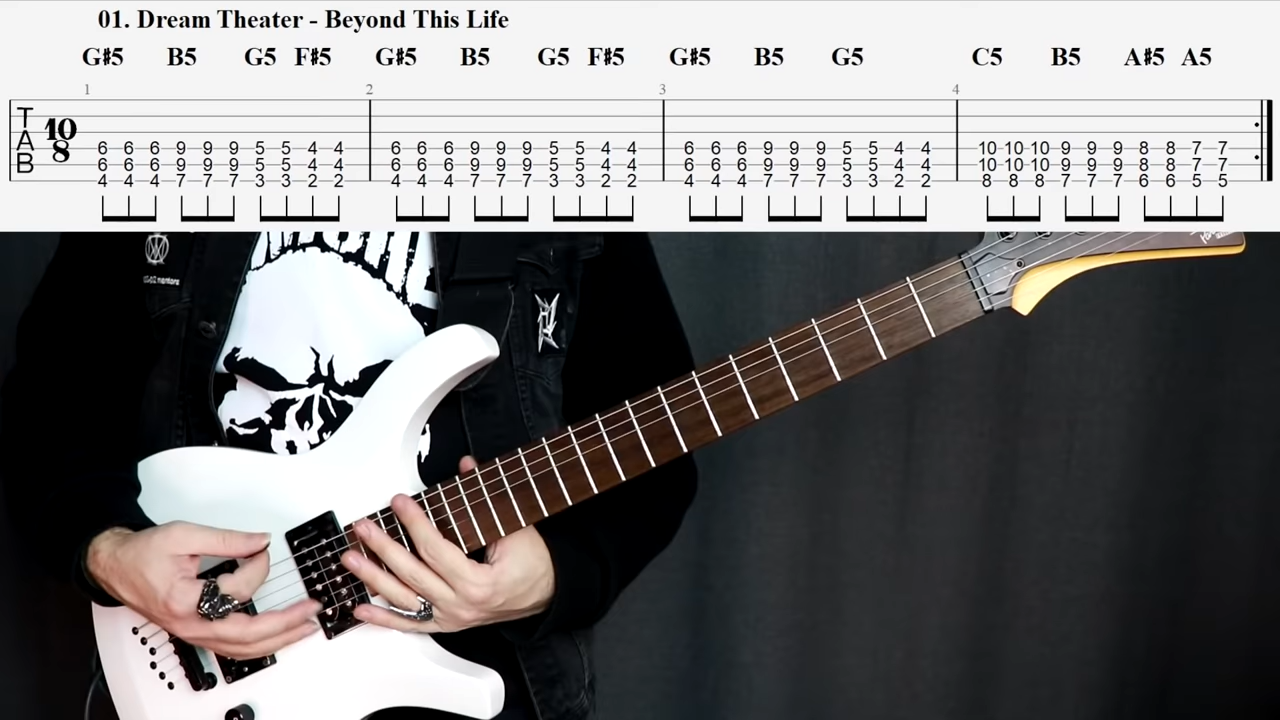 01. Dream Theater - Beyond This Life
G#5 B5 G5 F#5 G#5 B5 G5 F#5 G#5 B5 G5 C5 B5 A#5 A5
1 2 3 4
T
A
B
10
8
6 6 6 9 9 9 5 5 4 4 6 6 6 9 9 9 5 5 4 4 6 6 6 9 9 9 5 5 4 4 10 10 10 9 9 9 8 8 7 7
6 6 6 9 9 9 5 5 4 4 6 6 6 9 9 9 5 5 4 4 6 6 6 9 9 9 5 5 4 4 10 10 10 9 9 9 8 8 7 7
4 4 4 7 7 7 3 3 2 2 4 4 4 7 7 7 3 3 2 2 4 4 4 7 7 7 3 3 2 2 8 8 8 7 7 7 6 6 5 5